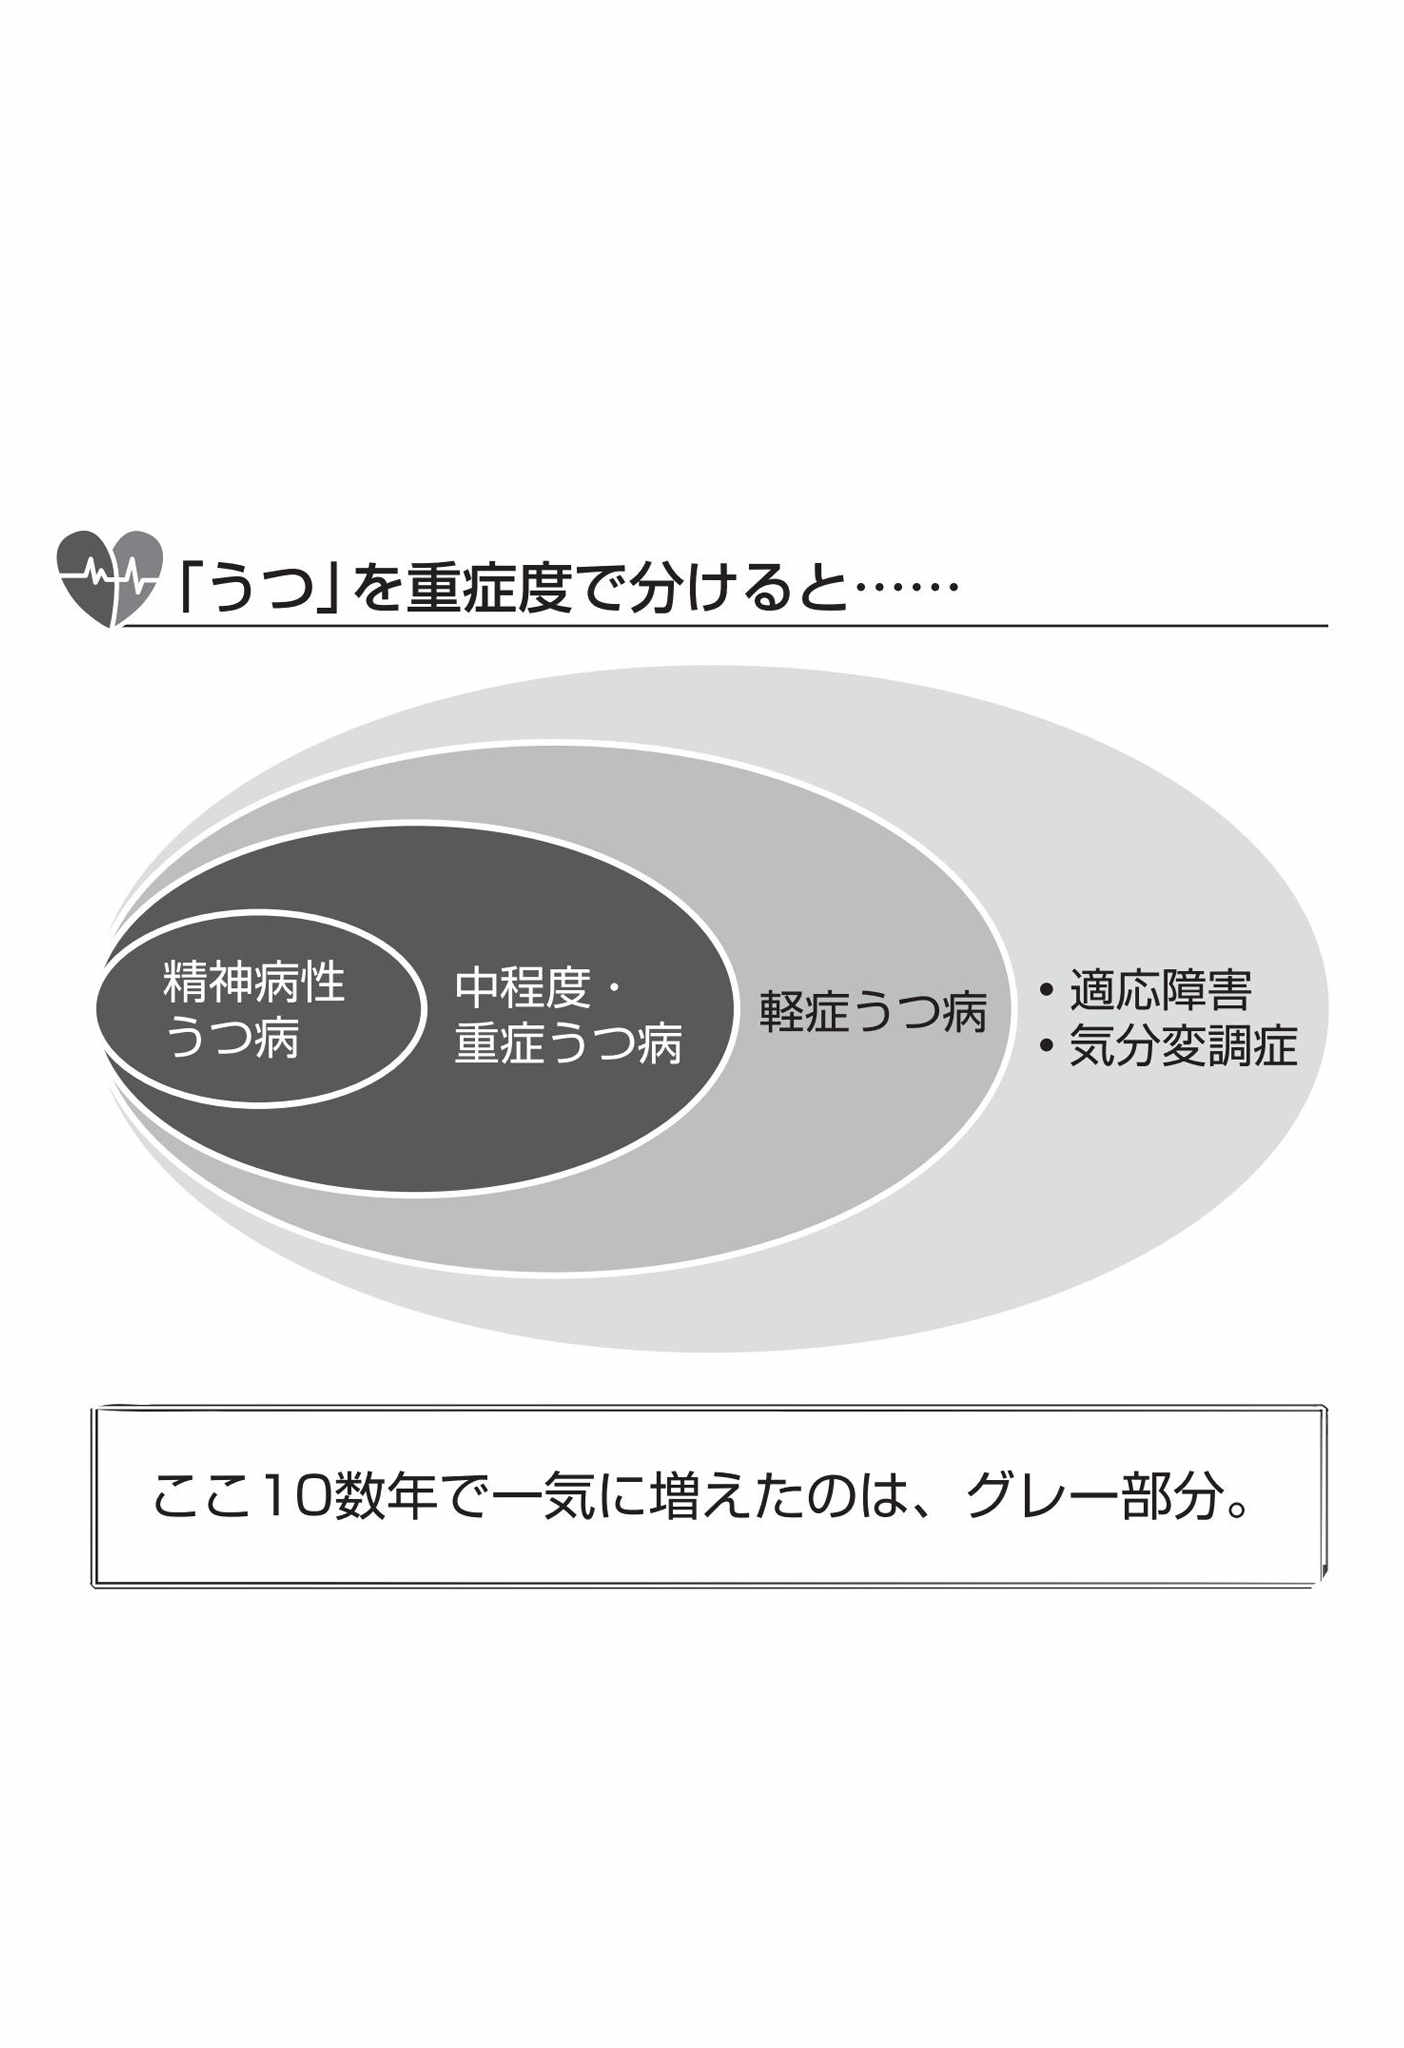 「うつ」を重症度で分けると……
精神病性
うつ病
中程度・
重症うつ病
軽症うつ病
・適応障害
・気分変調症
ここ10数年で一気に増えたのは、グレー部分。